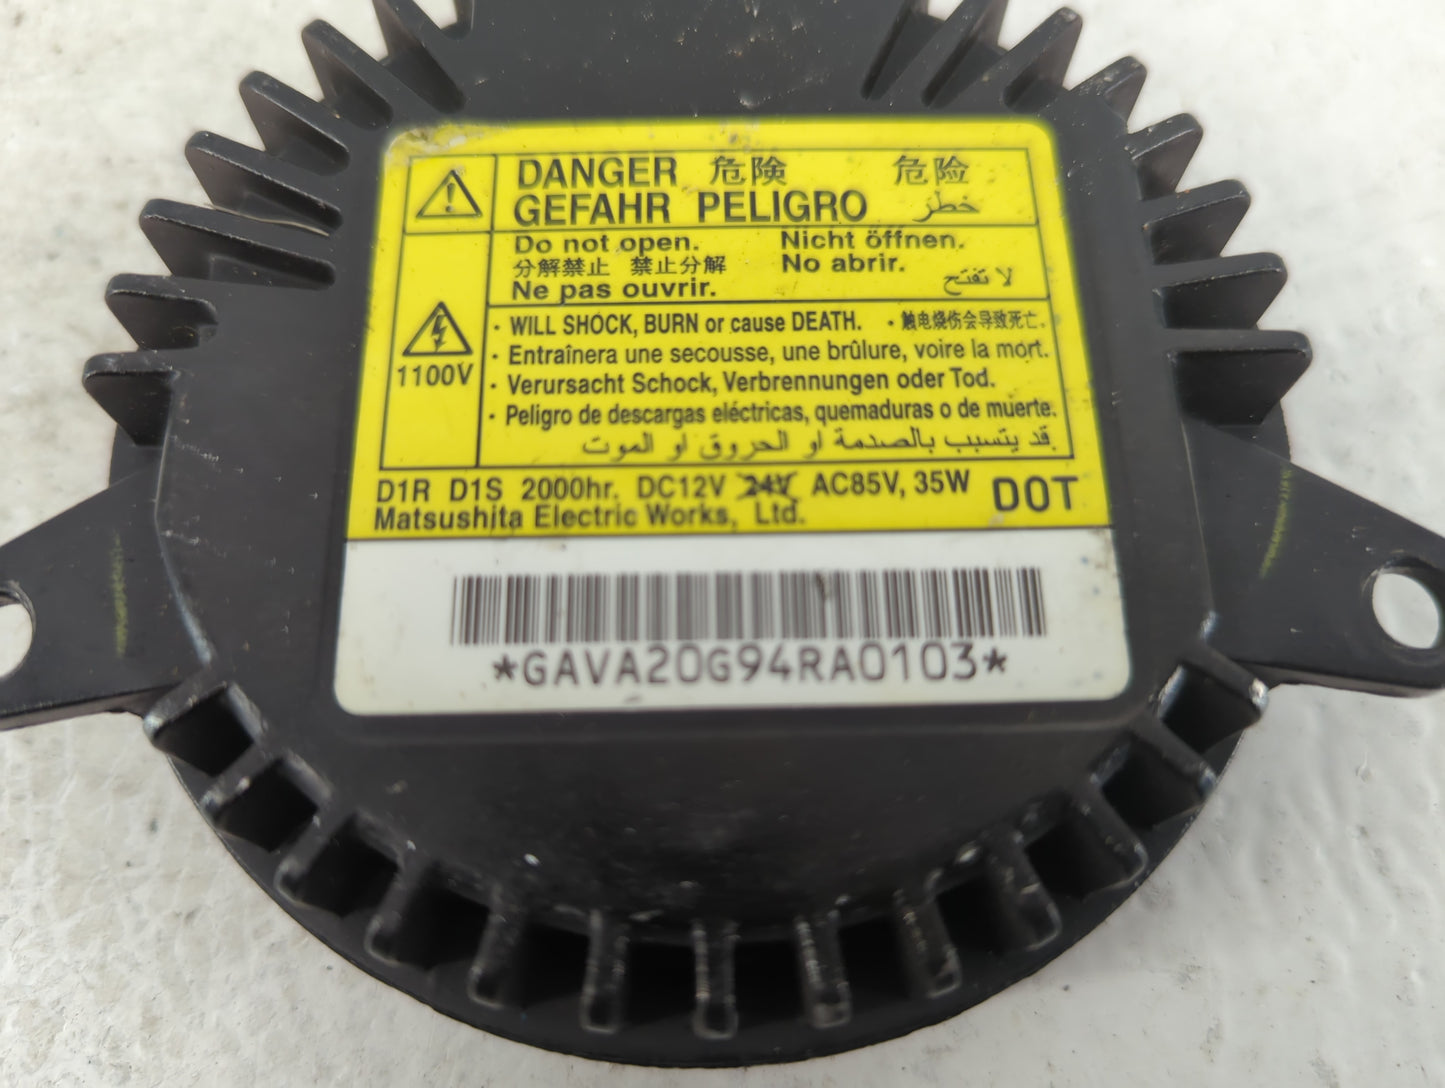 DANGER 危険 危险
GEFAHR PELIGRO خطر
Do not open. Nicht öffnen.
分解禁止 禁止分解 No abrir.
Ne pas ouvrir. لا تفتح
1100V
· WILL SHOCK, BURN or cause DEATH. · 触电烧伤会导致死亡.
· Entraînera une secousse, une brûlure, voire la mort.
· Verursacht Schock, Verbrennungen oder Tod.
· Peligro de descargas eléctricas, quemaduras o de muerte.
قد يتسبب بالصدمة او الحروق او الموت
D1R D1S 2000hr. DC12V 24V AC85V, 35W DOT
Matsushita Electric Works, Ltd.
*GAVA20G94RA0103*